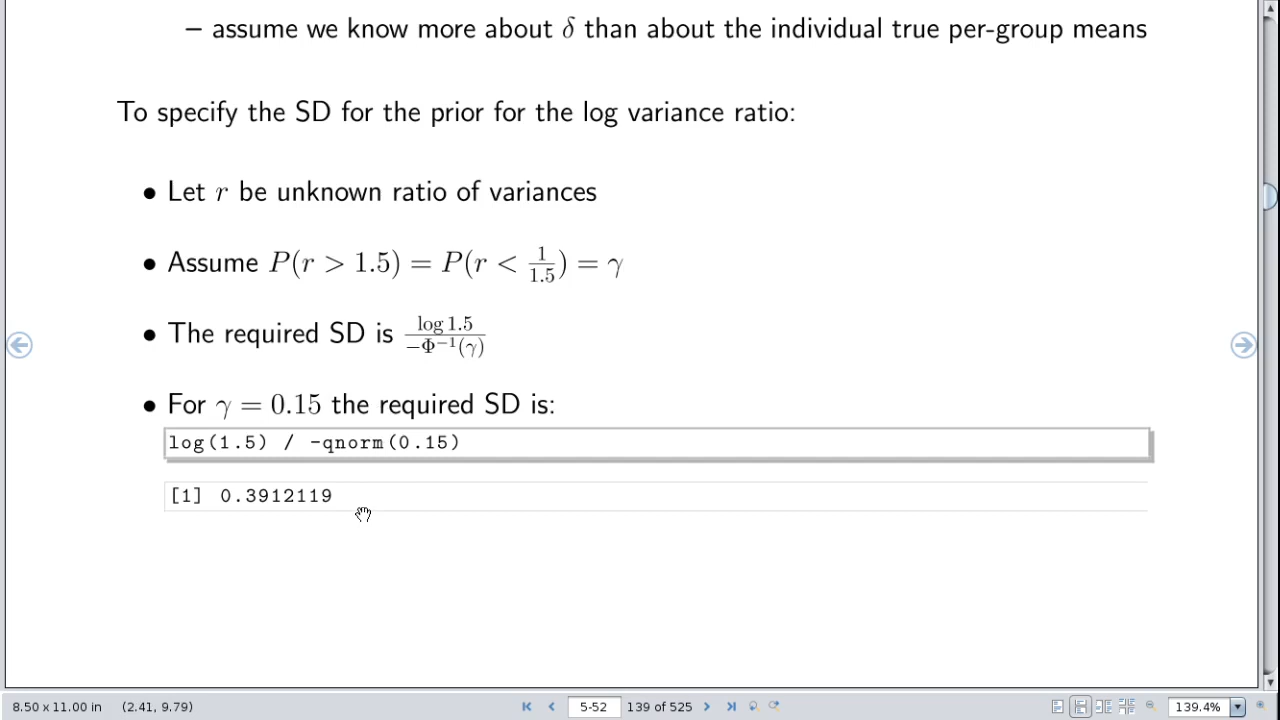 – assume we know more about δ than about the individual true per-group means
To specify the SD for the prior for the log variance ratio:
• Let r be unknown ratio of variances
• Assume P(r > 1.5) = P(r < 1/1.5) = γ
• The required SD is log 1.5/−Φ⁻¹(γ)
• For γ = 0.15 the required SD is:
log(1.5) / -qnorm(0.15)
[1] 0.3912119
8.50 x 11.00 in (2.41, 9.79) 5-52 139 of 525 139.4%